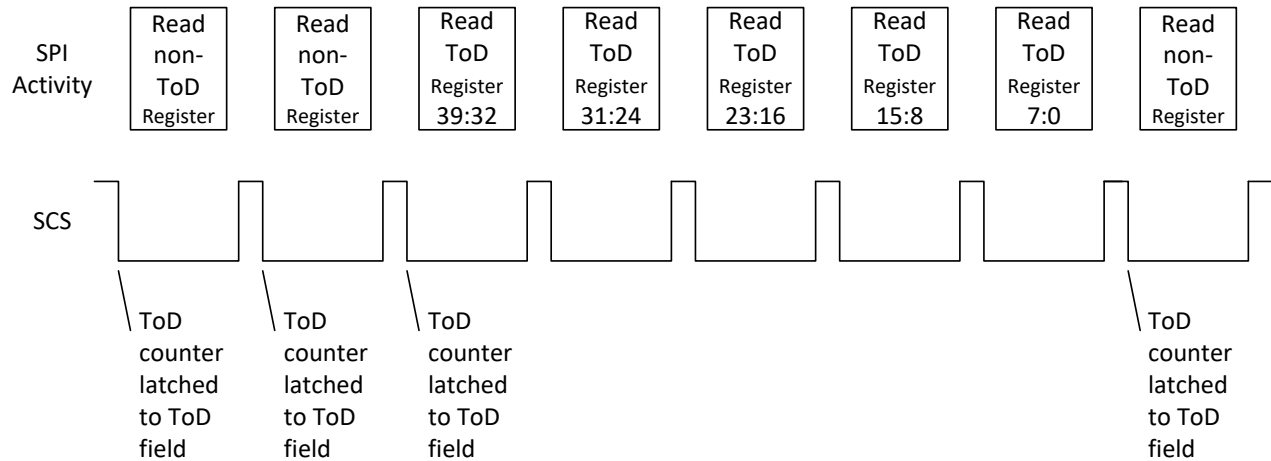 SPI
Activity
Read
non-
ToD
Register
Read
non-
ToD
Register
Read
ToD
Register
39:32
Read
ToD
Register
31:24
Read
ToD
Register
23:16
Read
ToD
Register
15:8
Read
ToD
Register
7:0
Read
non-
ToD
Register
SCS
ToD
counter
latched
to ToD
field
ToD
counter
latched
to ToD
field
ToD
counter
latched
to ToD
field
ToD
counter
latched
to ToD
field